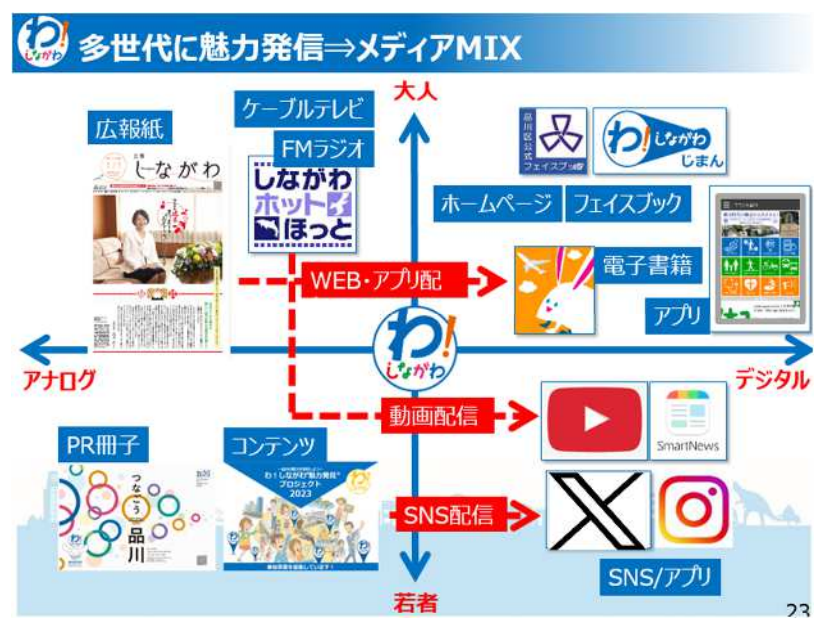 わ!
しながわ
多世代に魅力発信⇒メディアMIX
大人
ケーブルテレビ
FMラジオ
広報紙
広報
しながわ
しながわ
ホット
ほっと
品川区公式
フェイスブック
わ!しながわ
じまん
ホームページ
フェイスブック
WEB・アプリ配
電子書籍
アプリ
わ!
しながわ
アナログ
デジタル
動画配信
SmartNews
PR冊子
コンテンツ
つなごう
品川
わ!しながわ"魅力発見"
プロジェクト
2023
SNS配信
SNS/アプリ
若者
23